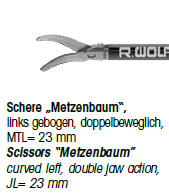 R.WOLF
Schere „Metzenbaum“,
links gebogen, doppelbeweglich,
MTL= 23 mm
Scissors “Metzenbaum”
curved left, double jaw action,
JL= 23 mm